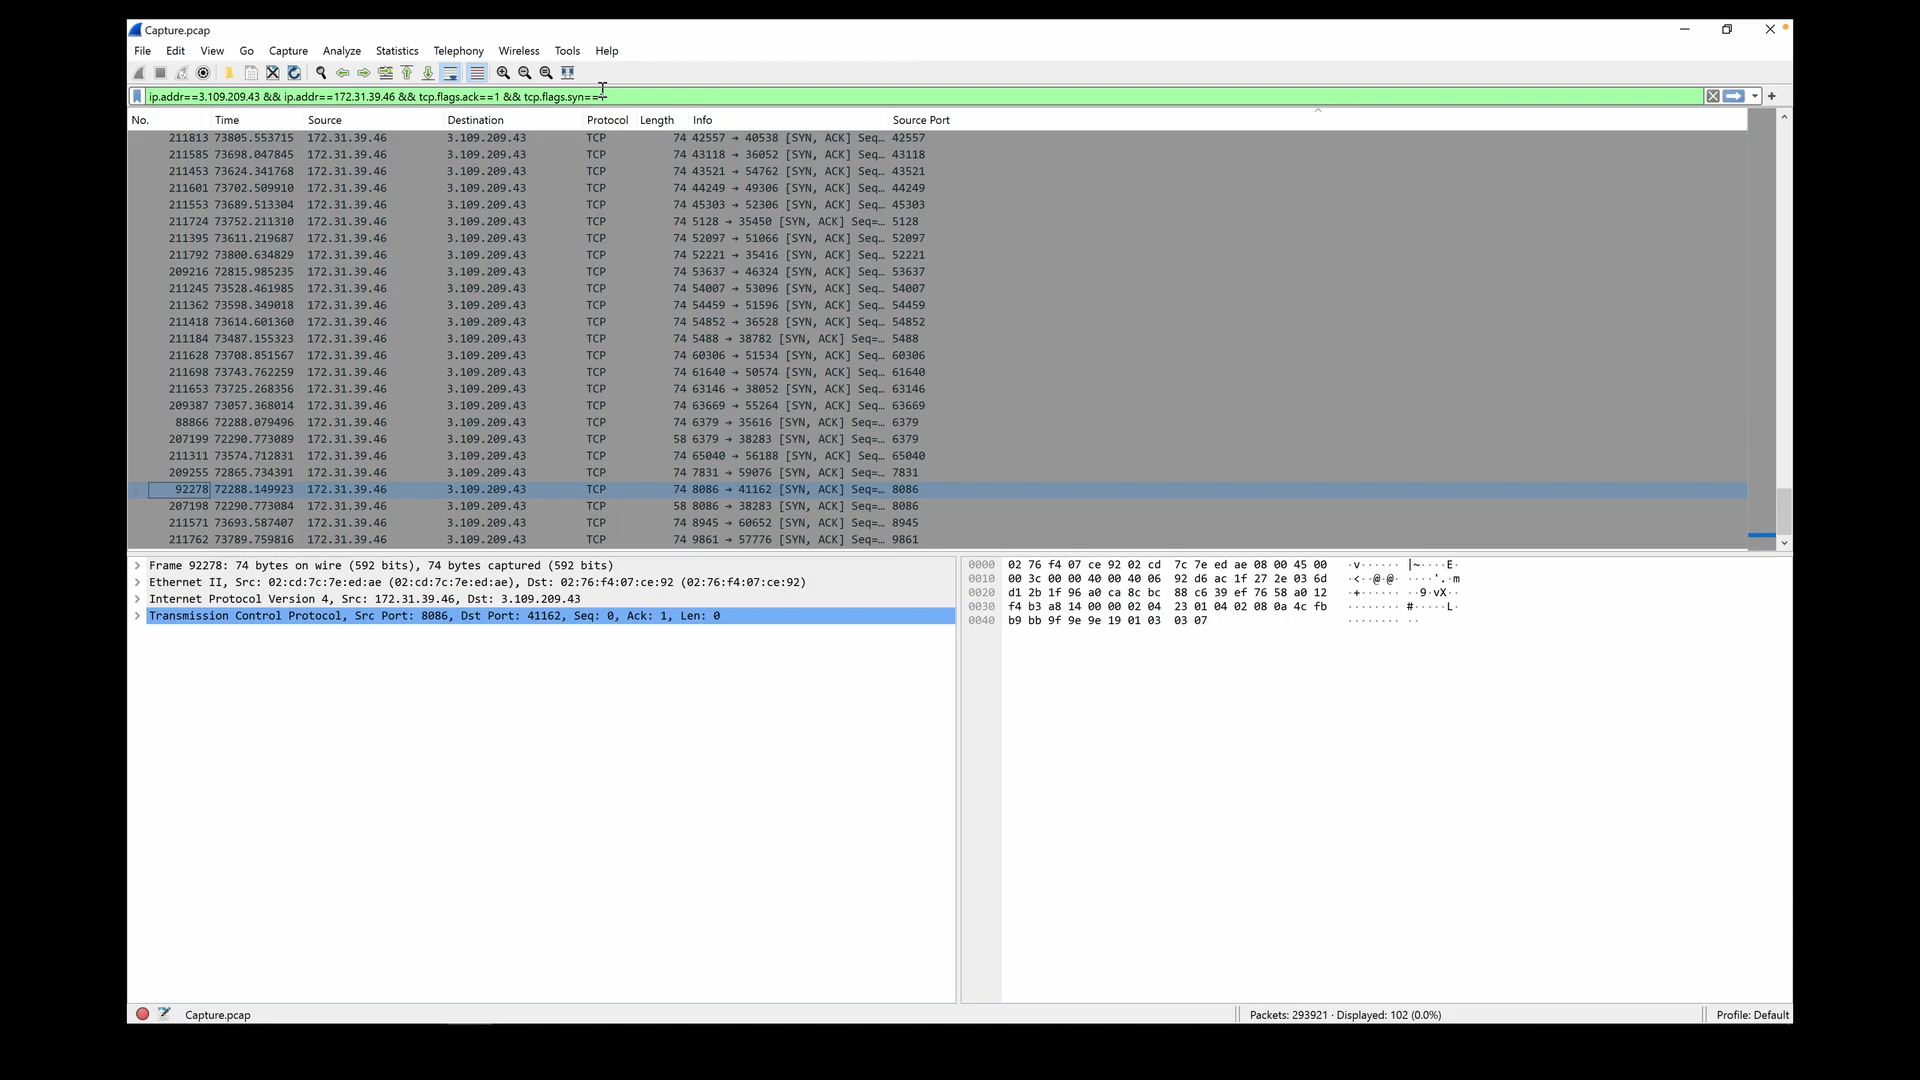 Capture.pcap
File Edit View Go Capture Analyze Statistics Telephony Wireless Tools Help
ip.addr==3.109.209.43 && ip.addr==172.31.39.46 && tcp.flags.ack==1 && tcp.flags.syn==
No. Time Source Destination Protocol Length Info Source Port
211813 73805.553715 172.31.39.46 3.109.209.43 TCP 74 42557 → 40538 [SYN, ACK] Seq… 42557
211585 73698.047845 172.31.39.46 3.109.209.43 TCP 74 43118 → 36052 [SYN, ACK] Seq… 43118
211453 73624.341768 172.31.39.46 3.109.209.43 TCP 74 43521 → 54762 [SYN, ACK] Seq… 43521
211601 73702.509910 172.31.39.46 3.109.209.43 TCP 74 44249 → 49306 [SYN, ACK] Seq… 44249
211553 73689.513304 172.31.39.46 3.109.209.43 TCP 74 45303 → 52306 [SYN, ACK] Seq… 45303
211724 73752.211310 172.31.39.46 3.109.209.43 TCP 74 5128 → 35450 [SYN, ACK] Seq=… 5128
211395 73611.219687 172.31.39.46 3.109.209.43 TCP 74 52097 → 51066 [SYN, ACK] Seq… 52097
211792 73800.634829 172.31.39.46 3.109.209.43 TCP 74 52221 → 35416 [SYN, ACK] Seq… 52221
209216 72815.985235 172.31.39.46 3.109.209.43 TCP 74 53637 → 46324 [SYN, ACK] Seq… 53637
211245 73528.461985 172.31.39.46 3.109.209.43 TCP 74 54007 → 53096 [SYN, ACK] Seq… 54007
211362 73598.349018 172.31.39.46 3.109.209.43 TCP 74 54459 → 51596 [SYN, ACK] Seq… 54459
211418 73614.601360 172.31.39.46 3.109.209.43 TCP 74 54852 → 36528 [SYN, ACK] Seq… 54852
211184 73487.155323 172.31.39.46 3.109.209.43 TCP 74 5488 → 38782 [SYN, ACK] Seq=… 5488
211628 73708.851567 172.31.39.46 3.109.209.43 TCP 74 60306 → 51534 [SYN, ACK] Seq… 60306
211698 73743.762259 172.31.39.46 3.109.209.43 TCP 74 61640 → 50574 [SYN, ACK] Seq… 61640
211653 73725.268356 172.31.39.46 3.109.209.43 TCP 74 63146 → 38052 [SYN, ACK] Seq… 63146
209387 73057.368014 172.31.39.46 3.109.209.43 TCP 74 63669 → 55264 [SYN, ACK] Seq… 63669
88866 72288.079496 172.31.39.46 3.109.209.43 TCP 74 6379 → 35616 [SYN, ACK] Seq=… 6379
207199 72290.773089 172.31.39.46 3.109.209.43 TCP 58 6379 → 38283 [SYN, ACK] Seq=… 6379
211311 73574.712831 172.31.39.46 3.109.209.43 TCP 74 65040 → 56188 [SYN, ACK] Seq… 65040
209255 72865.734391 172.31.39.46 3.109.209.43 TCP 74 7831 → 59076 [SYN, ACK] Seq=… 7831
92278 72288.149923 172.31.39.46 3.109.209.43 TCP 74 8086 → 41162 [SYN, ACK] Seq=… 8086
207198 72290.773084 172.31.39.46 3.109.209.43 TCP 58 8086 → 38283 [SYN, ACK] Seq=… 8086
211571 73693.587407 172.31.39.46 3.109.209.43 TCP 74 8945 → 60652 [SYN, ACK] Seq=… 8945
211762 73789.759816 172.31.39.46 3.109.209.43 TCP 74 9861 → 57776 [SYN, ACK] Seq=… 9861
Frame 92278: 74 bytes on wire (592 bits), 74 bytes captured (592 bits)
Ethernet II, Src: 02:cd:7c:7e:ed:ae (02:cd:7c:7e:ed:ae), Dst: 02:76:f4:07:ce:92 (02:76:f4:07:ce:92)
Internet Protocol Version 4, Src: 172.31.39.46, Dst: 3.109.209.43
Transmission Control Protocol, Src Port: 8086, Dst Port: 41162, Seq: 0, Ack: 1, Len: 0
0000 02 76 f4 07 ce 92 02 cd 7c 7e ed ae 08 00 45 00 ·v······ |~····E·
0010 00 3c 00 00 40 00 40 06 92 d6 ac 1f 27 2e 03 6d ·<··@·@· ····'.·m
0020 d1 2b 1f 96 a0 ca 8c bc 88 c6 39 ef 76 58 a0 12 ·+······ ··9·vX··
0030 f4 b3 a8 14 00 00 02 04 23 01 04 02 08 0a 4c fb ········ #·····L·
0040 b9 bb 9f 9e 9e 19 01 03 03 07 ········ ··
Capture.pcap
Packets: 293921 · Displayed: 102 (0.0%)
Profile: Default